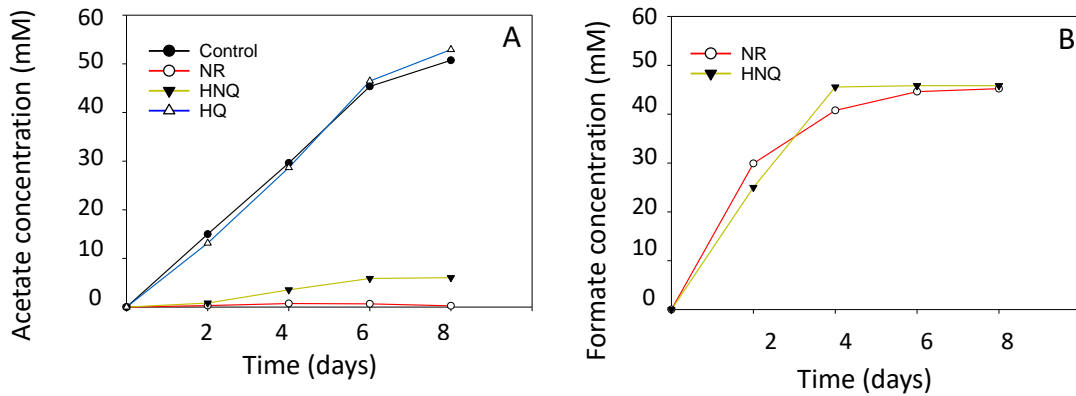 A
Acetate concentration (mM)
60
50
40
30
20
10
0
Control
NR
HNQ
HQ
2 4 6 8
Time (days)
B
Formate concentration (mM)
60
50
40
30
20
10
0
NR
HNQ
2 4 6 8
Time (days)